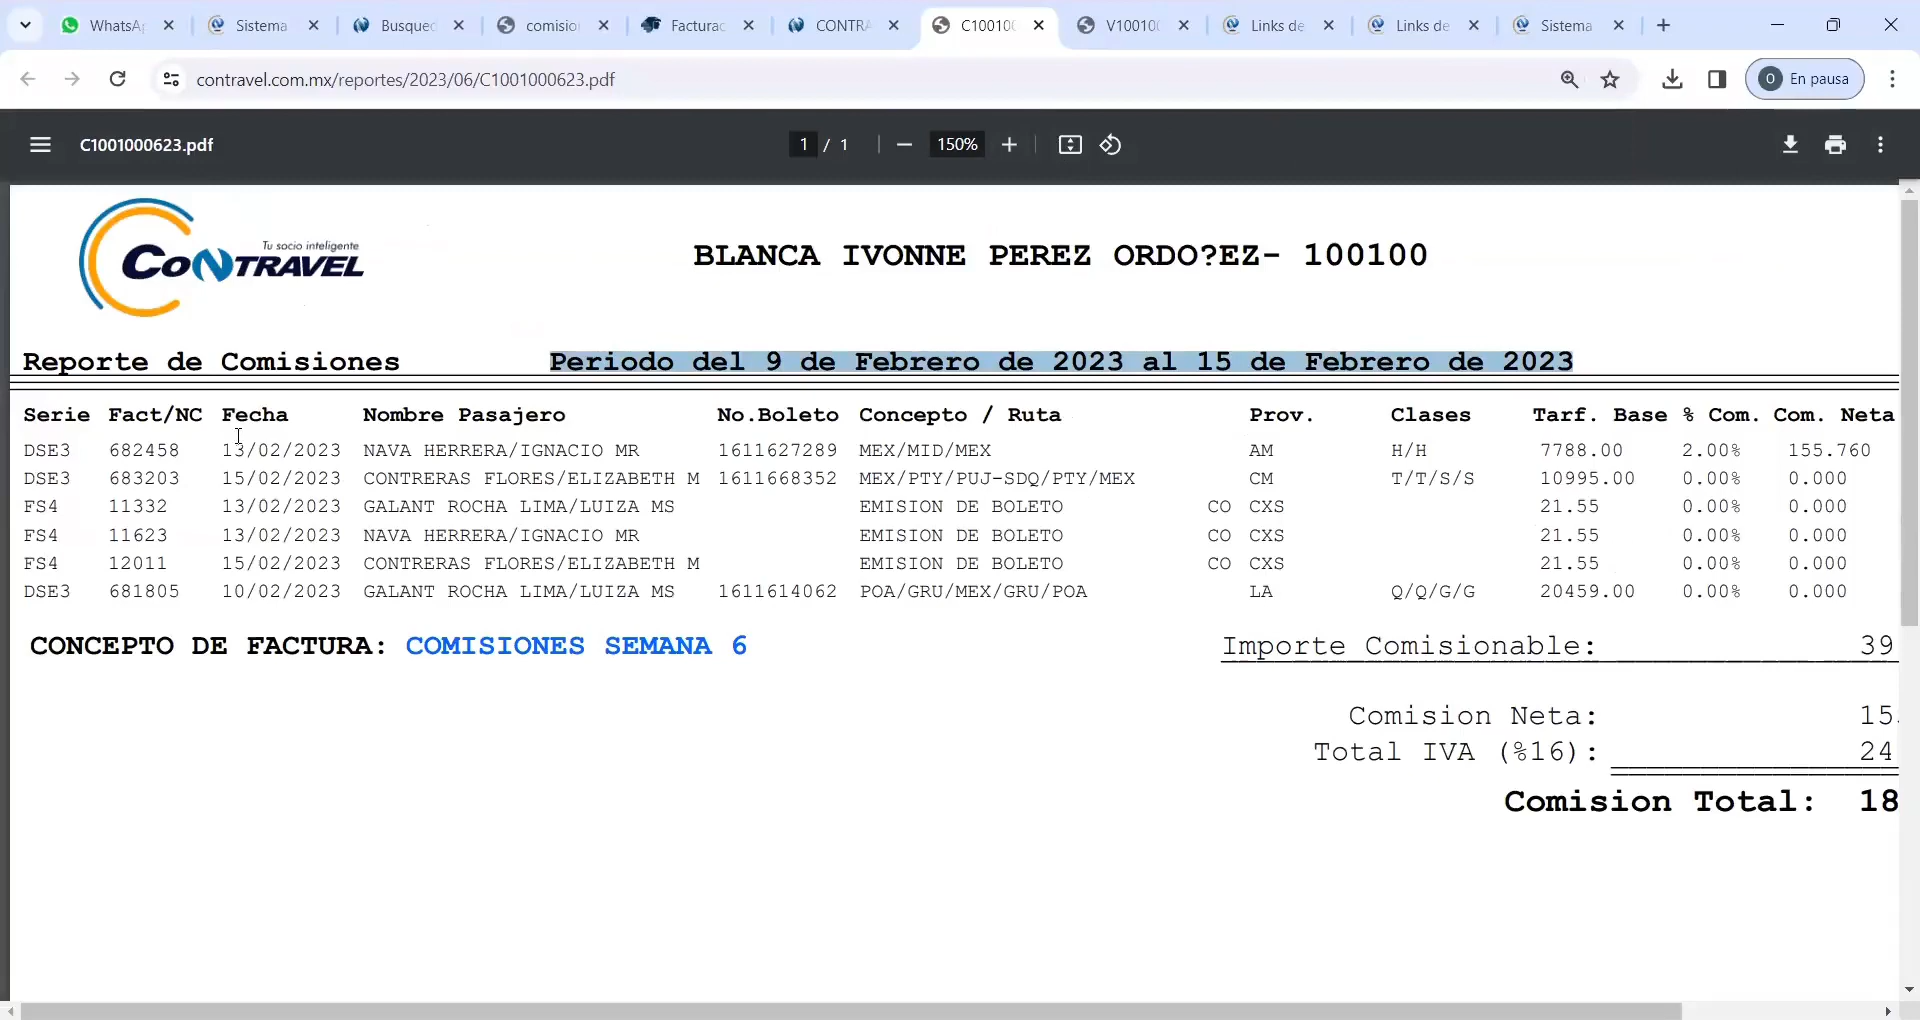 WhatsA
Sistema
Busqued
comision
Facturac
CONTRA
C100100
V100100
Links de
Links de
Sistema
contravel.com.mx/reportes/2023/06/C1001000623.pdf
O En pausa
C1001000623.pdf
1 / 1
150%
Tu socio inteligente
CONTRAVEL
BLANCA IVONNE PEREZ ORDO?EZ- 100100
Reporte de Comisiones Periodo del 9 de Febrero de 2023 al 15 de Febrero de 2023
Serie Fact/NC Fecha Nombre Pasajero No.Boleto Concepto / Ruta Prov. Clases Tarf. Base % Com. Com. Neta
DSE3 682458 13/02/2023 NAVA HERRERA/IGNACIO MR 1611627289 MEX/MID/MEX AM H/H 7788.00 2.00% 155.760
DSE3 683203 15/02/2023 CONTRERAS FLORES/ELIZABETH M 1611668352 MEX/PTY/PUJ-SDQ/PTY/MEX CM T/T/S/S 10995.00 0.00% 0.000
FS4 11332 13/02/2023 GALANT ROCHA LIMA/LUIZA MS EMISION DE BOLETO CO CXS 21.55 0.00% 0.000
FS4 11623 13/02/2023 NAVA HERRERA/IGNACIO MR EMISION DE BOLETO CO CXS 21.55 0.00% 0.000
FS4 12011 15/02/2023 CONTRERAS FLORES/ELIZABETH M EMISION DE BOLETO CO CXS 21.55 0.00% 0.000
DSE3 681805 10/02/2023 GALANT ROCHA LIMA/LUIZA MS 1611614062 POA/GRU/MEX/GRU/POA LA Q/Q/G/G 20459.00 0.00% 0.000
CONCEPTO DE FACTURA: COMISIONES SEMANA 6 Importe Comisionable: 39
Comision Neta: 15
Total IVA (%16): 24
Comision Total: 18